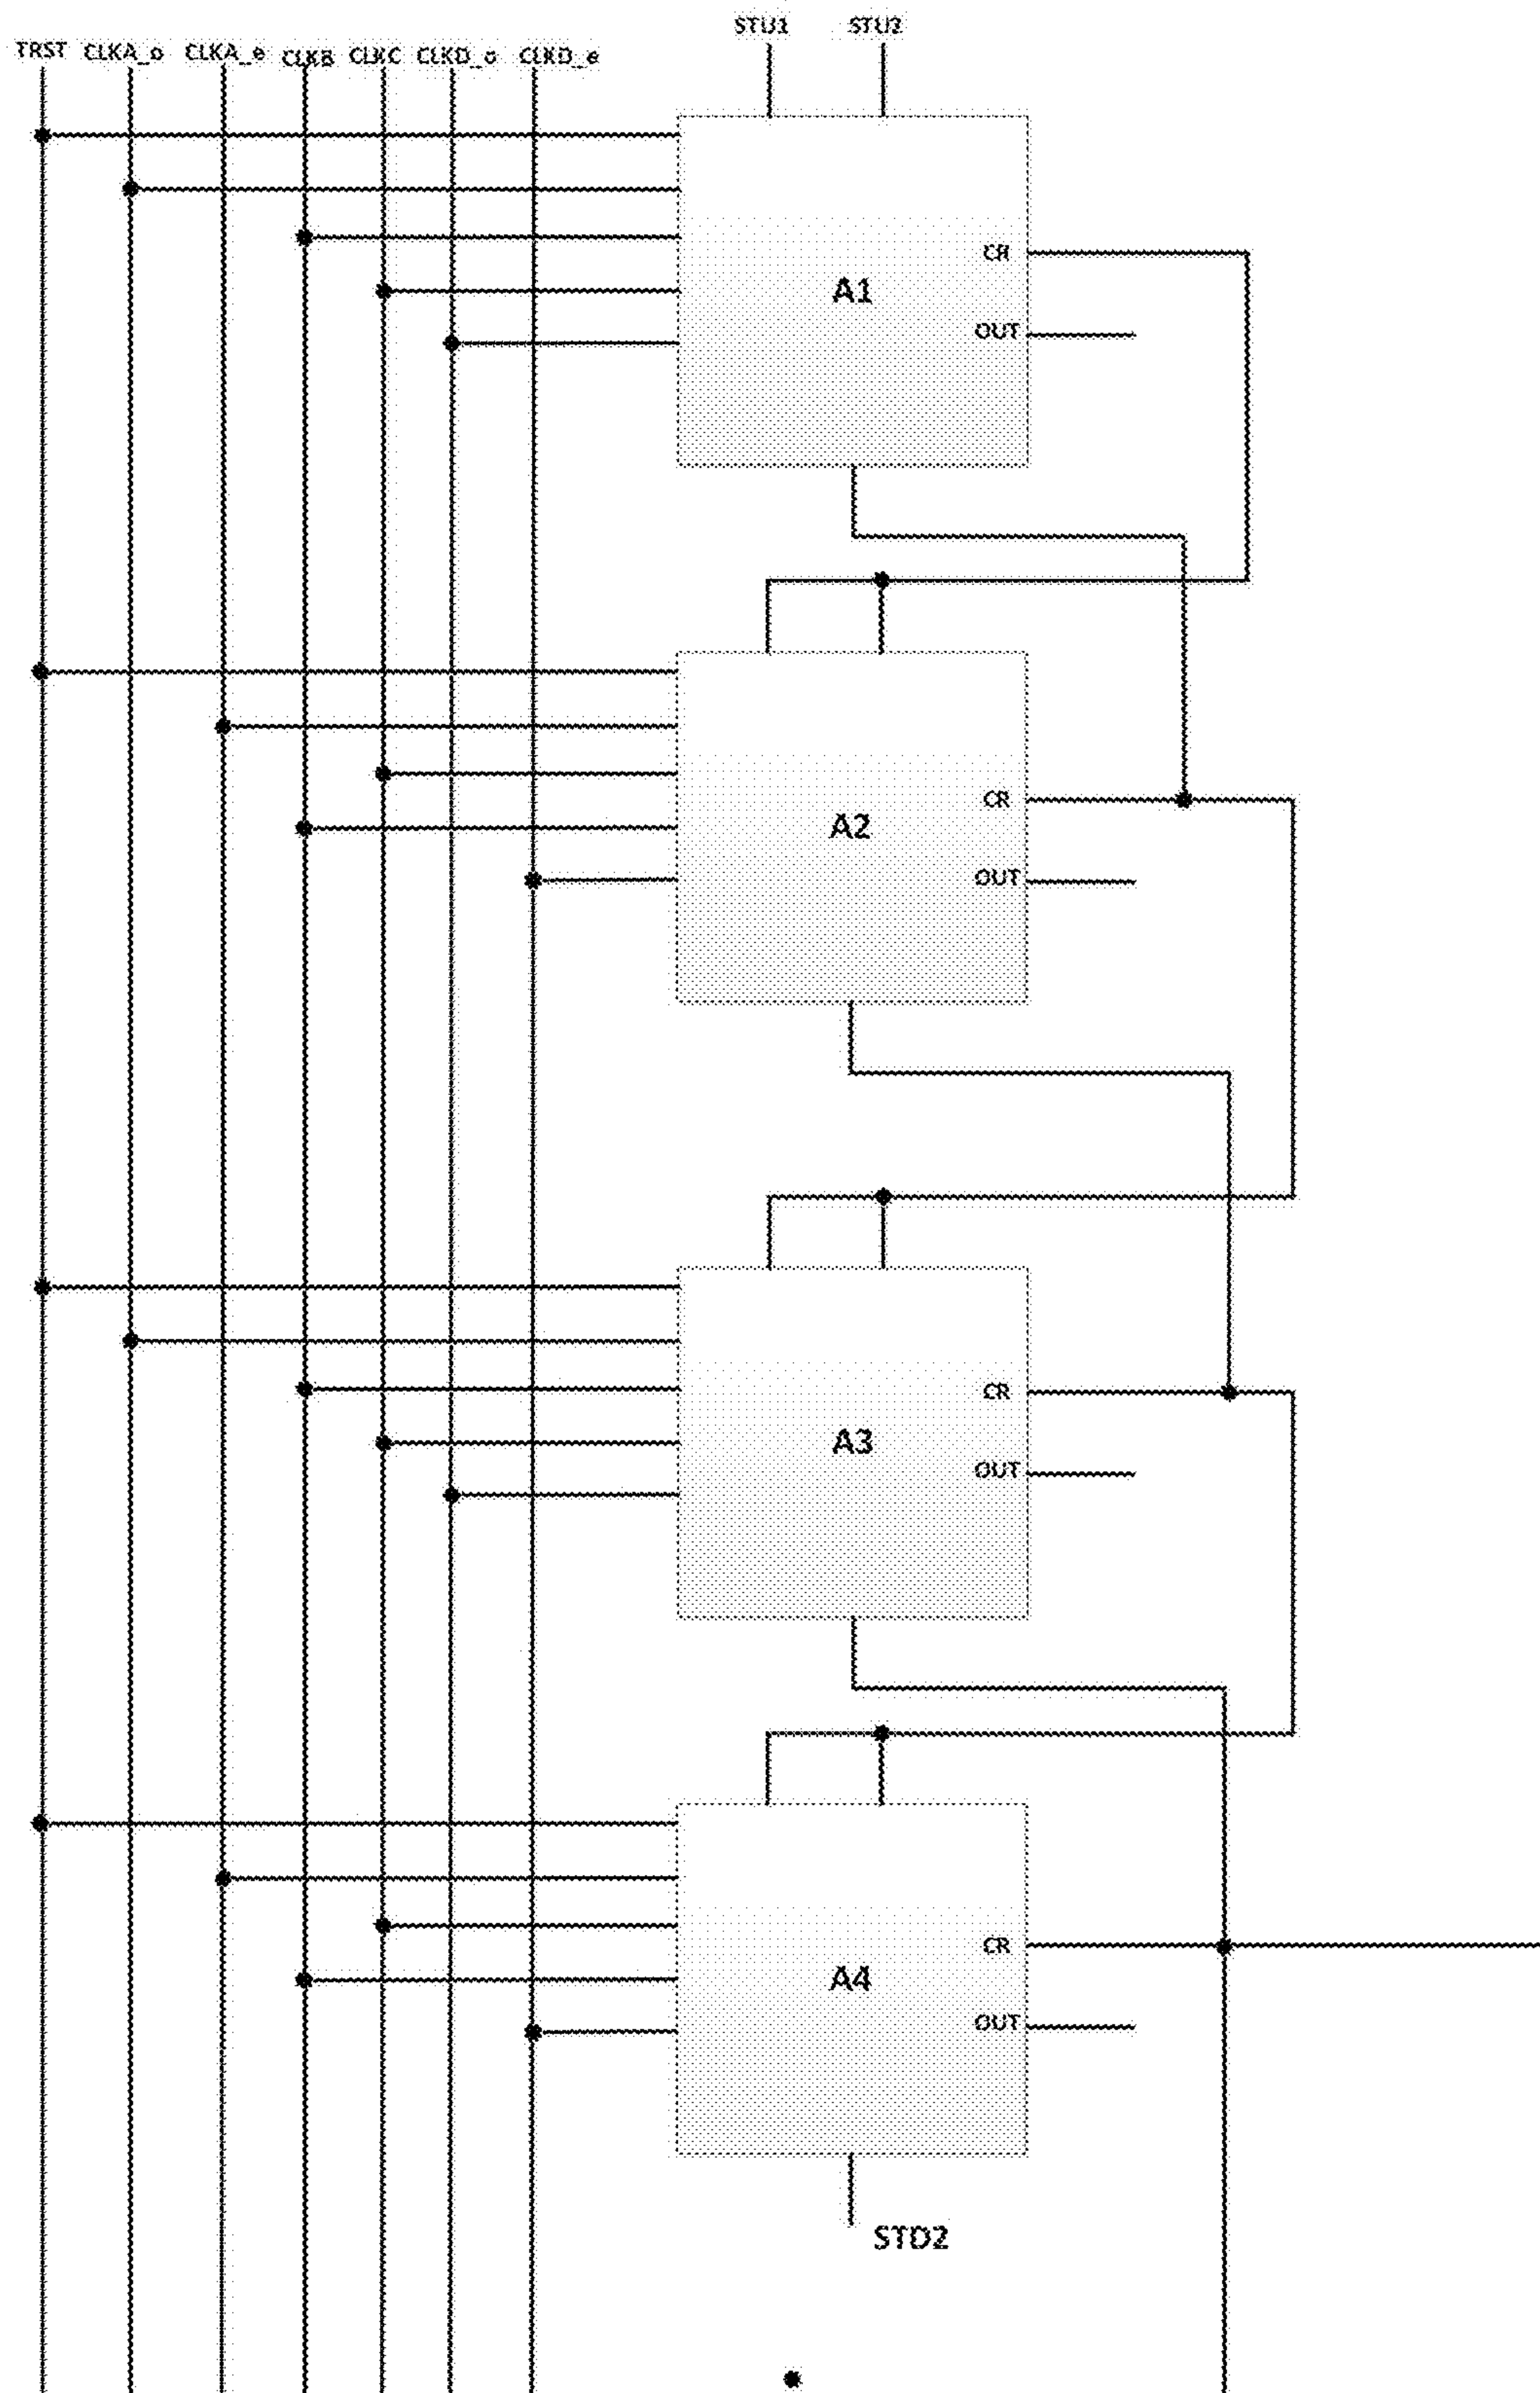 STU1 STU2
TRST CLKA_o CLKA_e CLKB CLKC CLKD_o CLKD_e
CR
A1
OUT
CR
A2
OUT
CR
A3
OUT
CR
A4
OUT
STD2